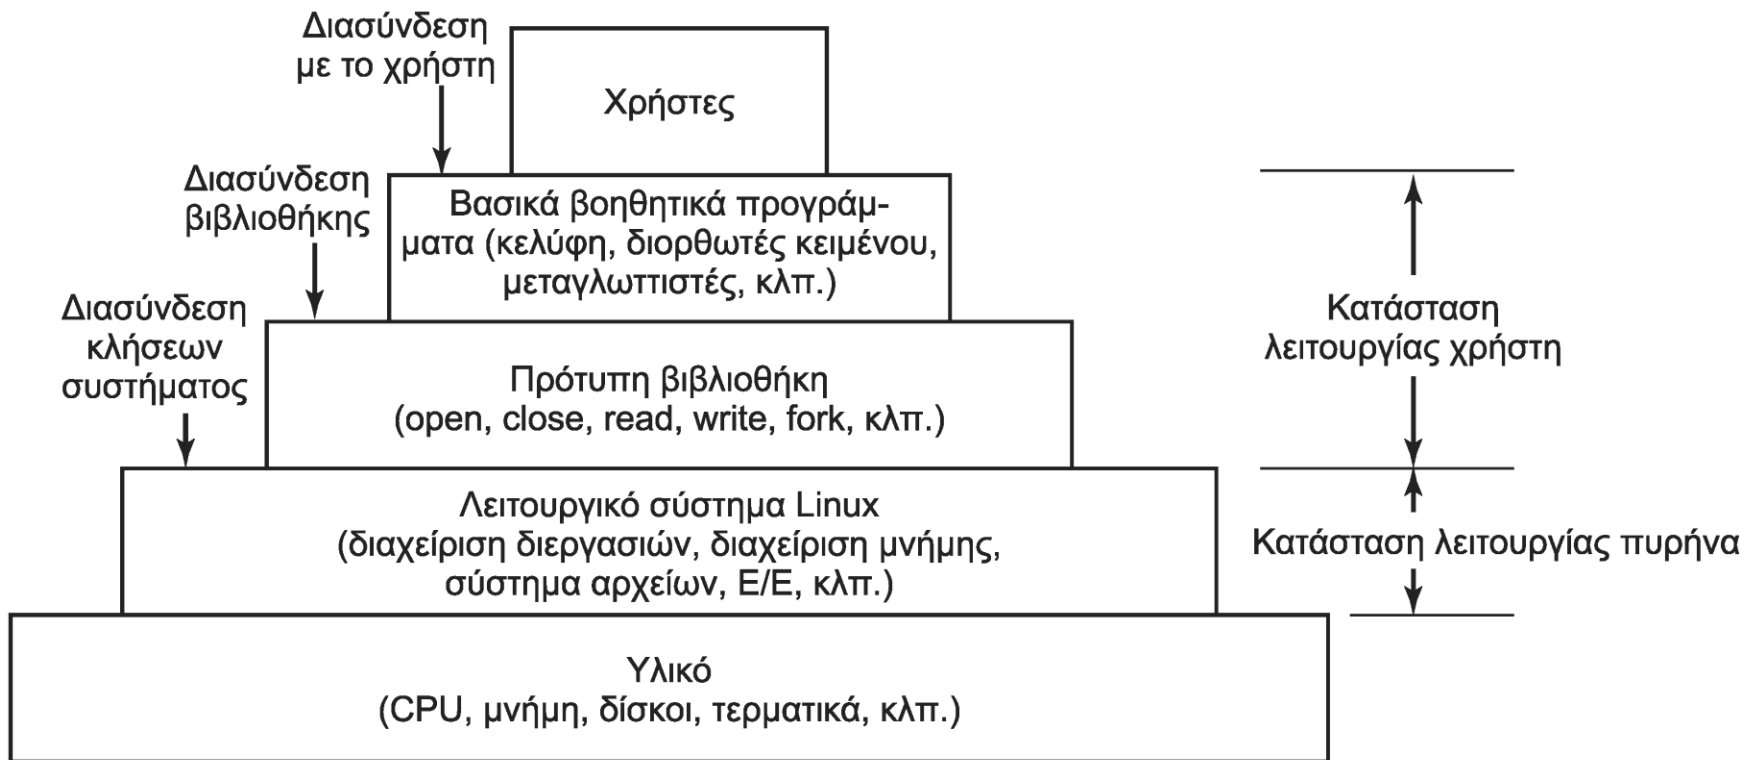 Διασύνδεση
με το χρήστη
Χρήστες
Διασύνδεση
βιβλιοθήκης
Βασικά βοηθητικά προγράμ-
ματα (κελύφη, διορθωτές κειμένου,
μεταγλωττιστές, κλπ.)
Διασύνδεση
κλήσεων
συστήματος
Κατάσταση
λειτουργίας χρήστη
Πρότυπη βιβλιοθήκη
(open, close, read, write, fork, κλπ.)
Λειτουργικό σύστημα Linux
(διαχείριση διεργασιών, διαχείριση μνήμης,
σύστημα αρχείων, Ε/Ε, κλπ.)
Κατάσταση λειτουργίας πυρήνα
Υλικό
(CPU, μνήμη, δίσκοι, τερματικά, κλπ.)